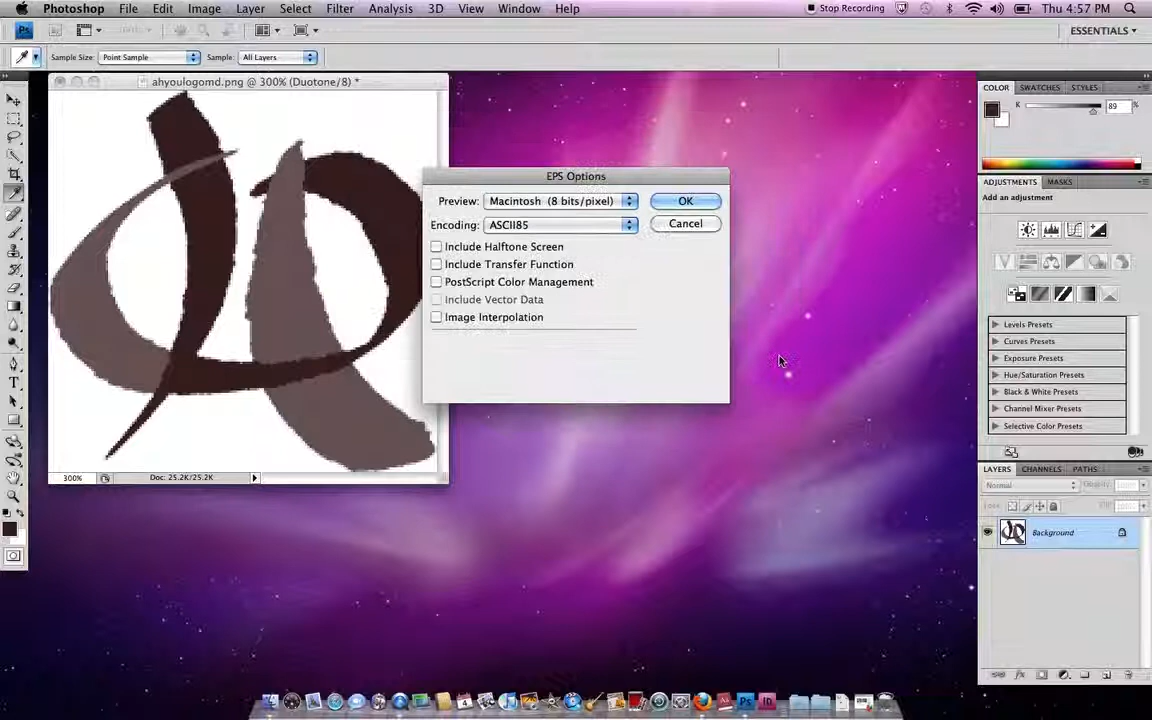 Photoshop File Edit Image Layer Select Filter Analysis 3D View Window Help Stop Recording Thu 4:57 PM
Ps ESSENTIALS
Sample Size: Point Sample Sample: All Layers
ahyoulogomd.png @ 300% (Duotone/8) *
COLOR SWATCHES STYLES
K 89 %
EPS Options
Preview: Macintosh (8 bits/pixel) OK
Encoding: ASCII85 Cancel
Include Halftone Screen
Include Transfer Function
PostScript Color Management
Include Vector Data
Image Interpolation
ADJUSTMENTS MASKS
Add an adjustment
Levels Presets
Curves Presets
Exposure Presets
Hue/Saturation Presets
Black & White Presets
Channel Mixer Presets
Selective Color Presets
300% Doc: 25.2K/25.2K
LAYERS CHANNELS PATHS
Normal Opacity:
Lock: Fill:
Background